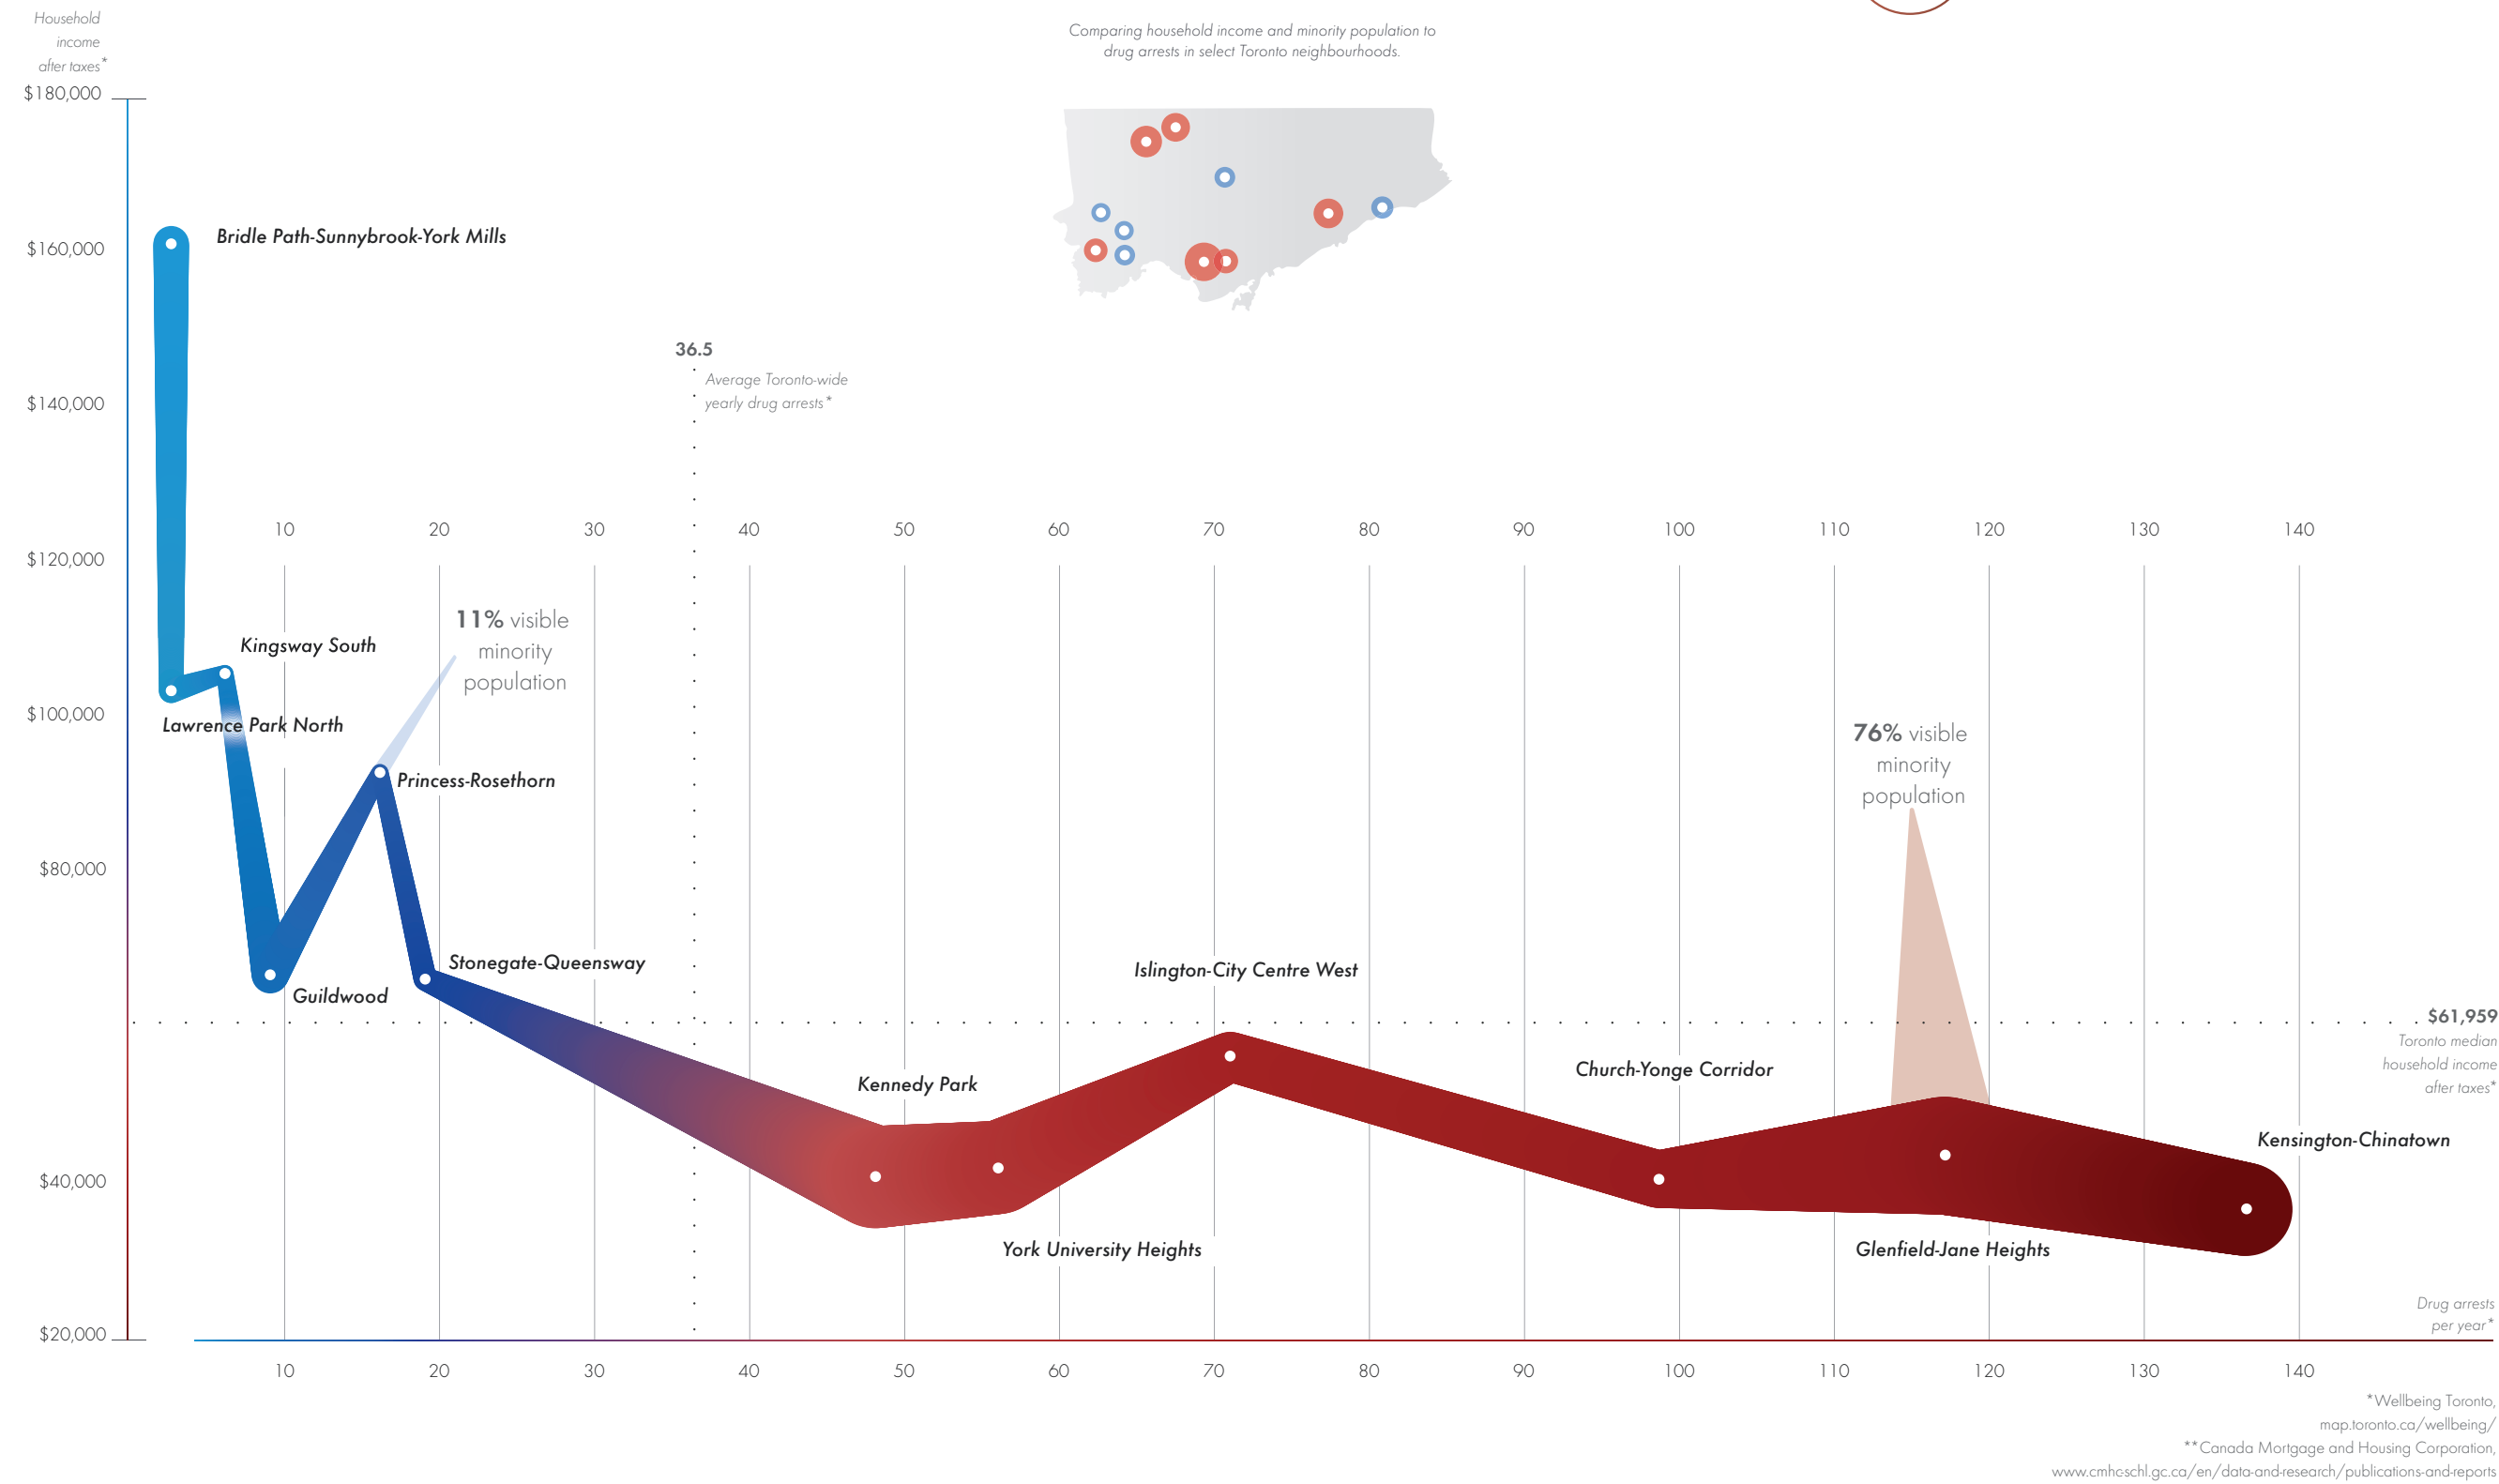 Household
income
after taxes*
Comparing household income and minority population to
drug arrests in select Toronto neighbourhoods.
$180,000
$160,000
$140,000
$120,000
$100,000
$80,000
$40,000
$20,000
Bridle Path-Sunnybrook-York Mills
36.5
Average Toronto-wide
yearly drug arrests*
10 20 30 40 50 60 70 80 90 100 110 120 130 140
11% visible
minority
population
Kingsway South
Lawrence Park North
Princess-Rosethorn
76% visible
minority
population
Stonegate-Queensway
Guildwood
Islington-City Centre West
$61,959
Toronto median
household income
after taxes*
Kennedy Park
Church-Yonge Corridor
Kensington-Chinatown
York University Heights
Glenfield-Jane Heights
Drug arrests
per year*
10 20 30 40 50 60 70 80 90 100 110 120 130 140
*Wellbeing Toronto,
map.toronto.ca/wellbeing/
**Canada Mortgage and Housing Corporation,
www.cmhc-schl.gc.ca/en/data-and-research/publications-and-reports